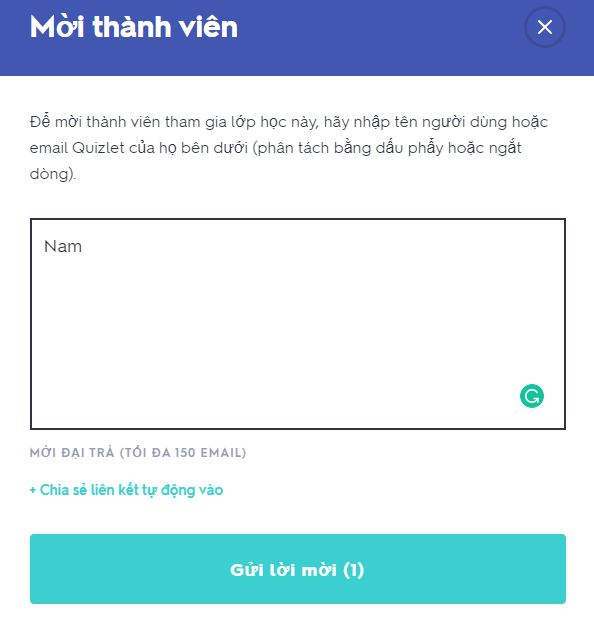 Mời thành viên
Để mời thành viên tham gia lớp học này, hãy nhập tên người dùng hoặc
email Quizlet của họ bên dưới (phân tách bằng dấu phẩy hoặc ngắt
dòng).
Nam
MỜI ĐẠI TRÀ (TỐI ĐA 150 EMAIL)
+ Chia sẻ liên kết tự động vào
Gửi lời mời (1)